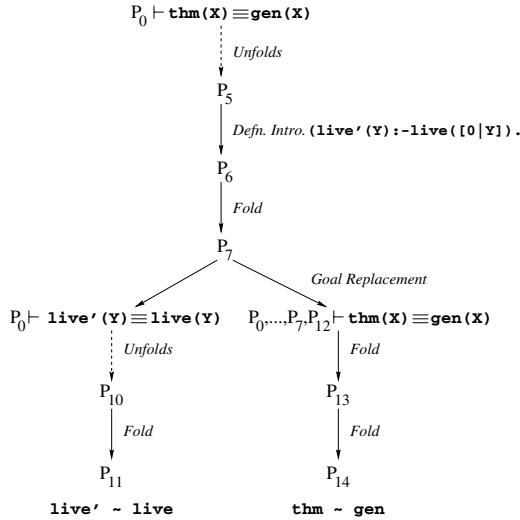 P0 ⊢ thm(X) ≡ gen(X)
Unfolds
P5
Defn. Intro. (live'(Y):-live([0|Y]).
P6
Fold
P7
Goal Replacement
P0 ⊢ live'(Y) ≡ live(Y)
P0,...,P7,P12 ⊢ thm(X) ≡ gen(X)
Unfolds
Fold
P10
P13
Fold
Fold
P11
P14
live' ~ live
thm ~ gen